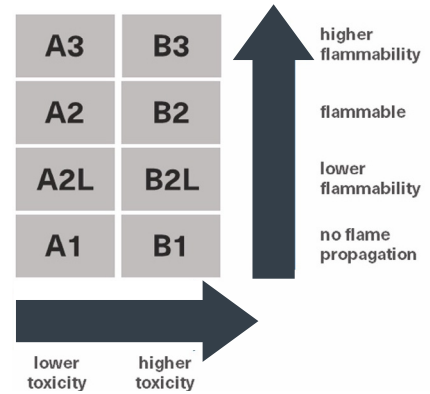 A3 B3
higher
flammability
A2 B2
flammable
A2L B2L
lower
flammability
A1 B1
no flame
propagation
lower
toxicity
higher
toxicity